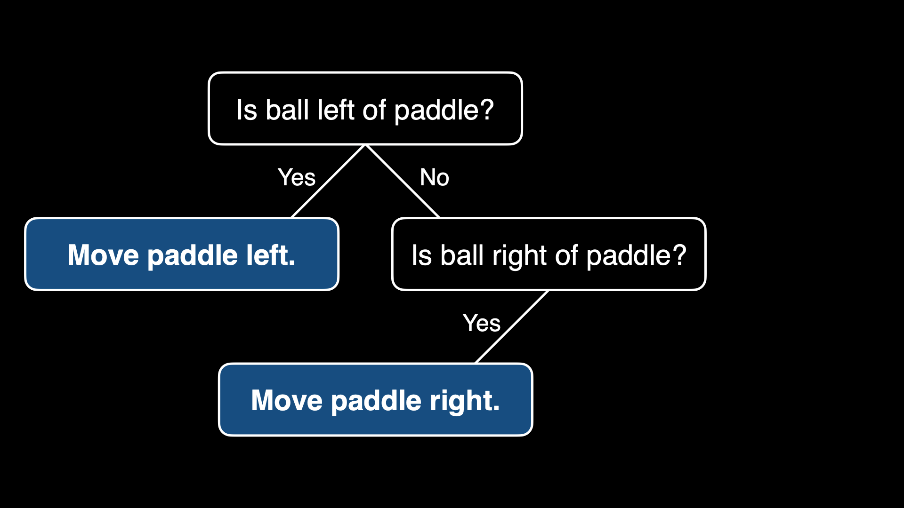 Is ball left of paddle?
Yes
No
Move paddle left.
Is ball right of paddle?
Yes
Move paddle right.